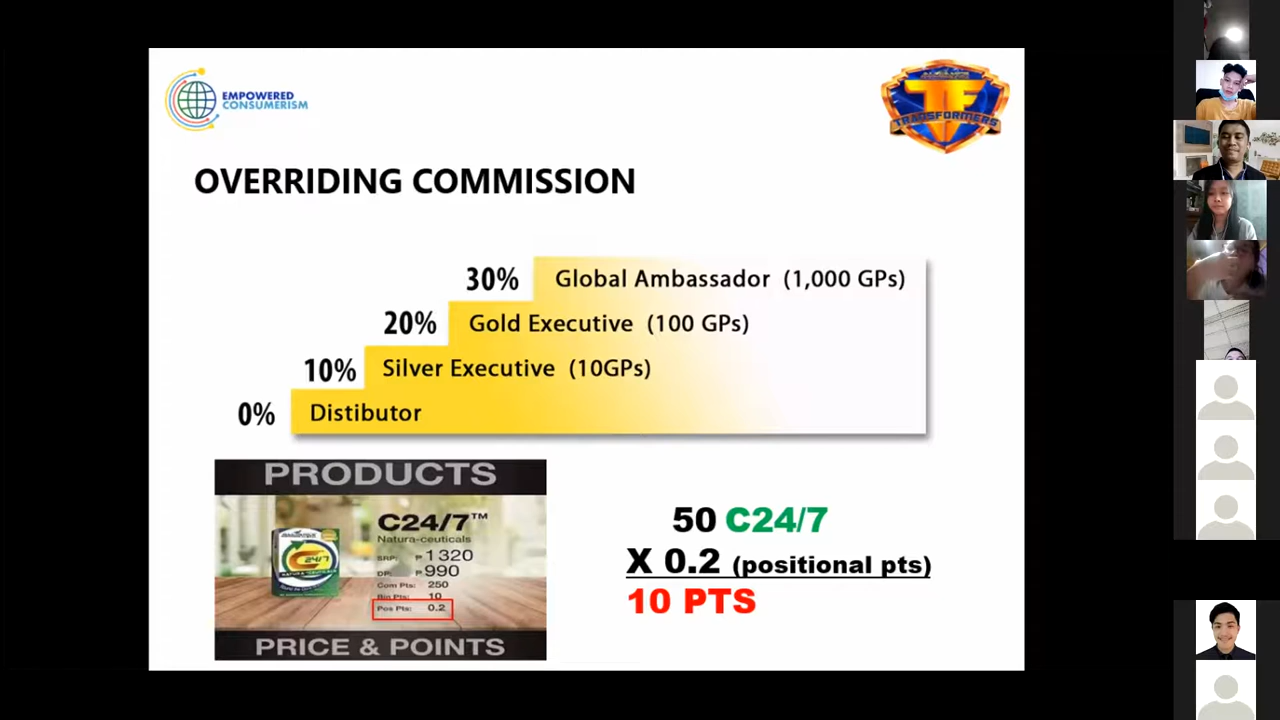 EMPOWERED
CONSUMERISM
ALLIANCE
TF
TRANSFORMERS
OVERRIDING COMMISSION
30% Global Ambassador (1,000 GPs)
20% Gold Executive (100 GPs)
10% Silver Executive (10GPs)
0% Distibutor
PRODUCTS
C24/7™
Natura-ceuticals
SRP: ₱1320
DP: ₱990
Com Pts: 250
Bin Pts: 10
Pos Pts: 0.2
PRICE & POINTS
50 C24/7
X 0.2 (positional pts)
10 PTS